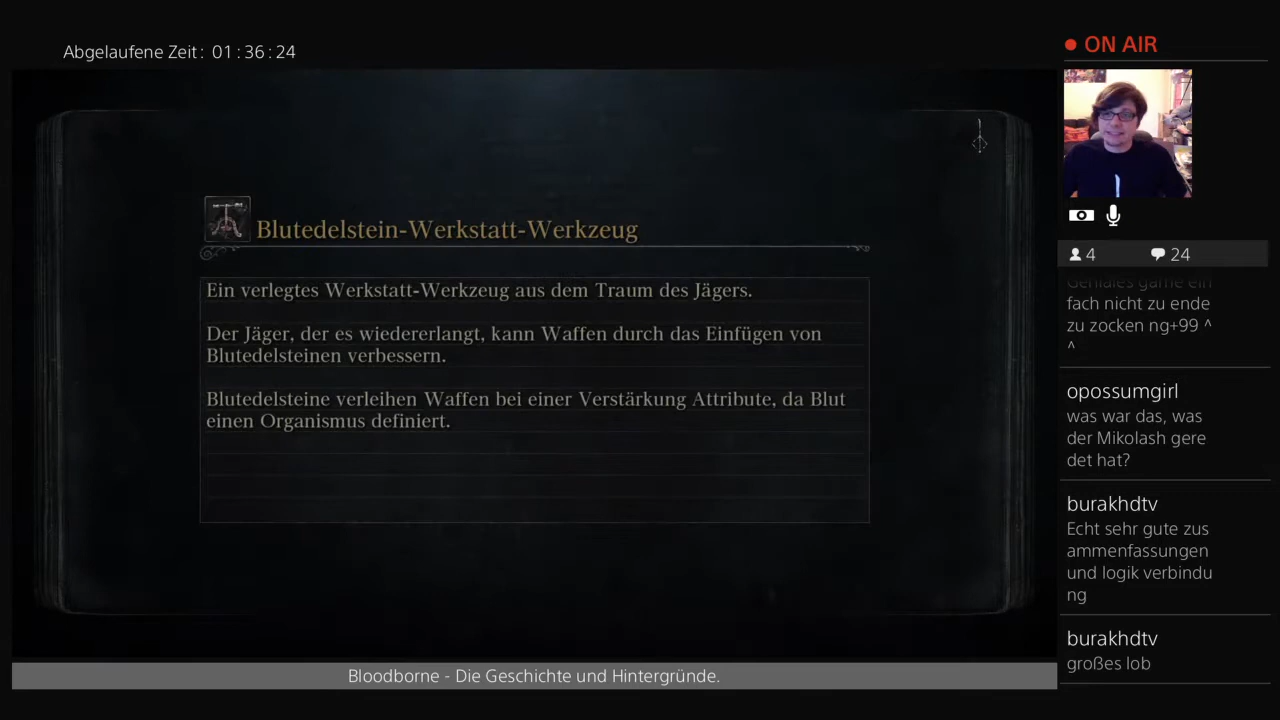 Abgelaufene Zeit: 01:36:24
ON AIR
Blutedelstein-Werkstatt-Werkzeug
Ein verlegtes Werkstatt-Werkzeug aus dem Traum des Jägers.
Der Jäger, der es wiedererlangt, kann Waffen durch das Einfügen von
Blutedelsteinen verbessern.
Blutedelsteine verleihen Waffen bei einer Verstärkung Attribute, da Blut
einen Organismus definiert.
4
24
Geniales game ein
fach nicht zu ende
zu zocken ng+99 ^
^
opossumgirl
was war das, was
der Mikolash gere
det hat?
burakhdtv
Echt sehr gute zus
ammenfassungen
und logik verbindu
ng
burakhdtv
großes lob
Bloodborne - Die Geschichte und Hintergründe.